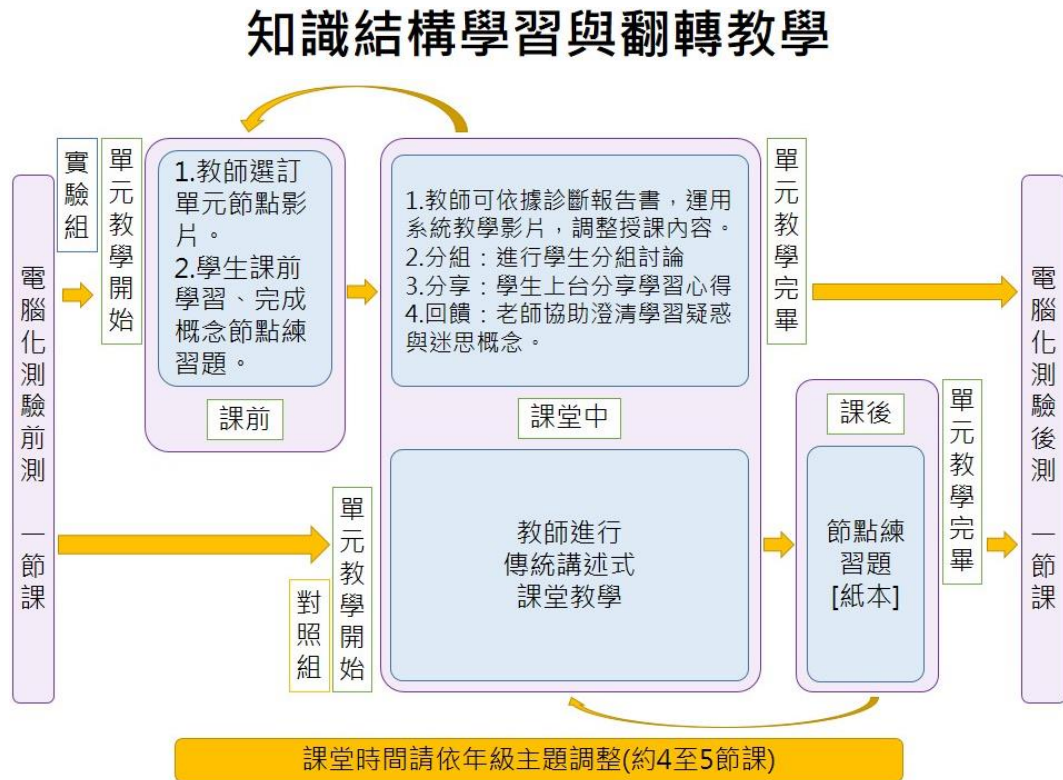 知識結構學習與翻轉教學
電腦化測驗前測 一節課
實驗組
單元教學開始
1.教師選訂
單元節點影
片。
2.學生課前
學習、完成
概念節點練
習題。
課前
1.教師可依據診斷報告書，運用
系統教學影片，調整授課內容。
2.分組：進行學生分組討論
3.分享：學生上台分享學習心得
4.回饋：老師協助澄清學習疑惑
與迷思概念。
課堂中
單元教學完畢
對照組
單元教學開始
教師進行
傳統講述式
課堂教學
課後
節點練
習題
[紙本]
單元教學完畢
電腦化測驗後測 一節課
課堂時間請依年級主題調整(約4至5節課)